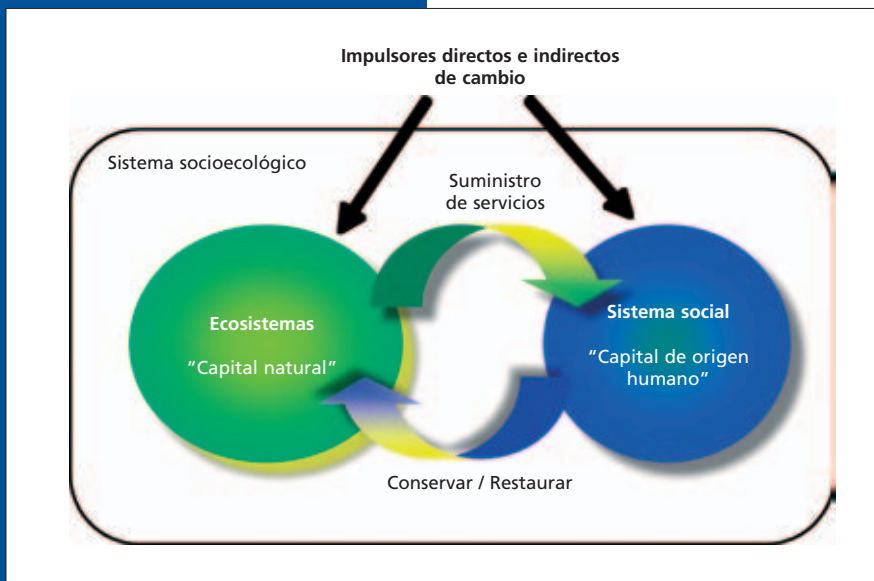 Impulsores directos e indirectos
de cambio
Sistema socioecológico
Suministro
de servicios
Ecosistemas
“Capital natural”
Sistema social
“Capital de origen
humano”
Conservar / Restaurar